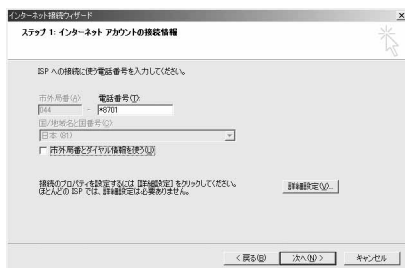 インターネット接続ウィザード
ステップ 1: インターネット アカウントの接続情報
ISP への接続に使う電話番号を入力してください。
市外局番(A) 電話番号(T)
044 - *8701
国/地域名と国番号(C)
日本 (81)
市外局番とダイヤル情報を使う(U)
接続のプロパティを設定するには [詳細設定] をクリックしてください。
ほとんどの ISP では、詳細設定は必要ありません。
詳細設定(V)...
< 戻る(B) 次へ(N) > キャンセル